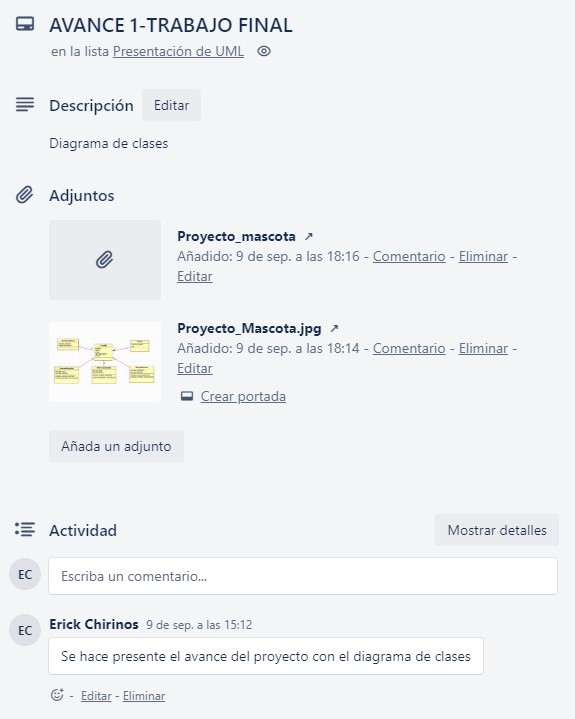 AVANCE 1-TRABAJO FINAL
en la lista Presentación de UML
Descripción Editar
Diagrama de clases
Adjuntos
Proyecto_mascota ↗
Añadido: 9 de sep. a las 18:16 - Comentario - Eliminar -
Editar
Proyecto_Mascota.jpg ↗
Añadido: 9 de sep. a las 18:14 - Comentario - Eliminar -
Editar
Crear portada
Añada un adjunto
Actividad Mostrar detalles
EC Escriba un comentario...
EC Erick Chirinos 9 de sep. a las 15:12
Se hace presente el avance del proyecto con el diagrama de clases
- Editar - Eliminar